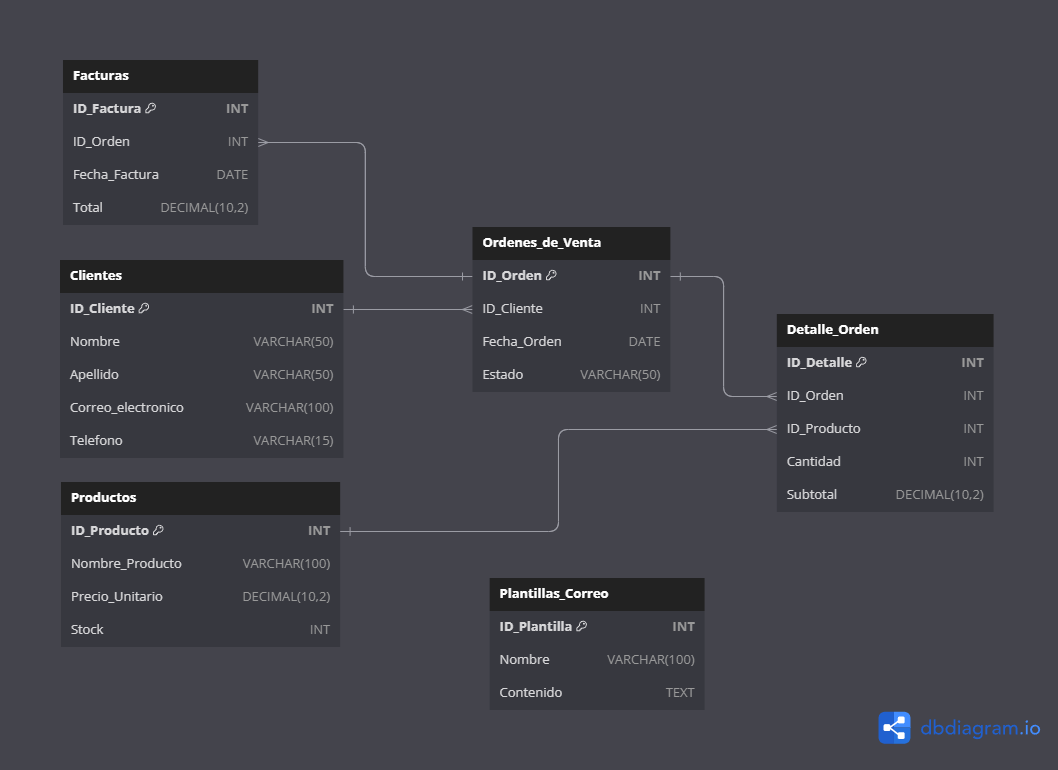 Facturas
ID_Factura INT
ID_Orden INT
Fecha_Factura DATE
Total DECIMAL(10,2)
Clientes
ID_Cliente INT
Nombre VARCHAR(50)
Apellido VARCHAR(50)
Correo_electronico VARCHAR(100)
Telefono VARCHAR(15)
Productos
ID_Producto INT
Nombre_Producto VARCHAR(100)
Precio_Unitario DECIMAL(10,2)
Stock INT
Ordenes_de_Venta
ID_Orden INT
ID_Cliente INT
Fecha_Orden DATE
Estado VARCHAR(50)
Detalle_Orden
ID_Detalle INT
ID_Orden INT
ID_Producto INT
Cantidad INT
Subtotal DECIMAL(10,2)
Plantillas_Correo
ID_Plantilla INT
Nombre VARCHAR(100)
Contenido TEXT
dbdiagram.io